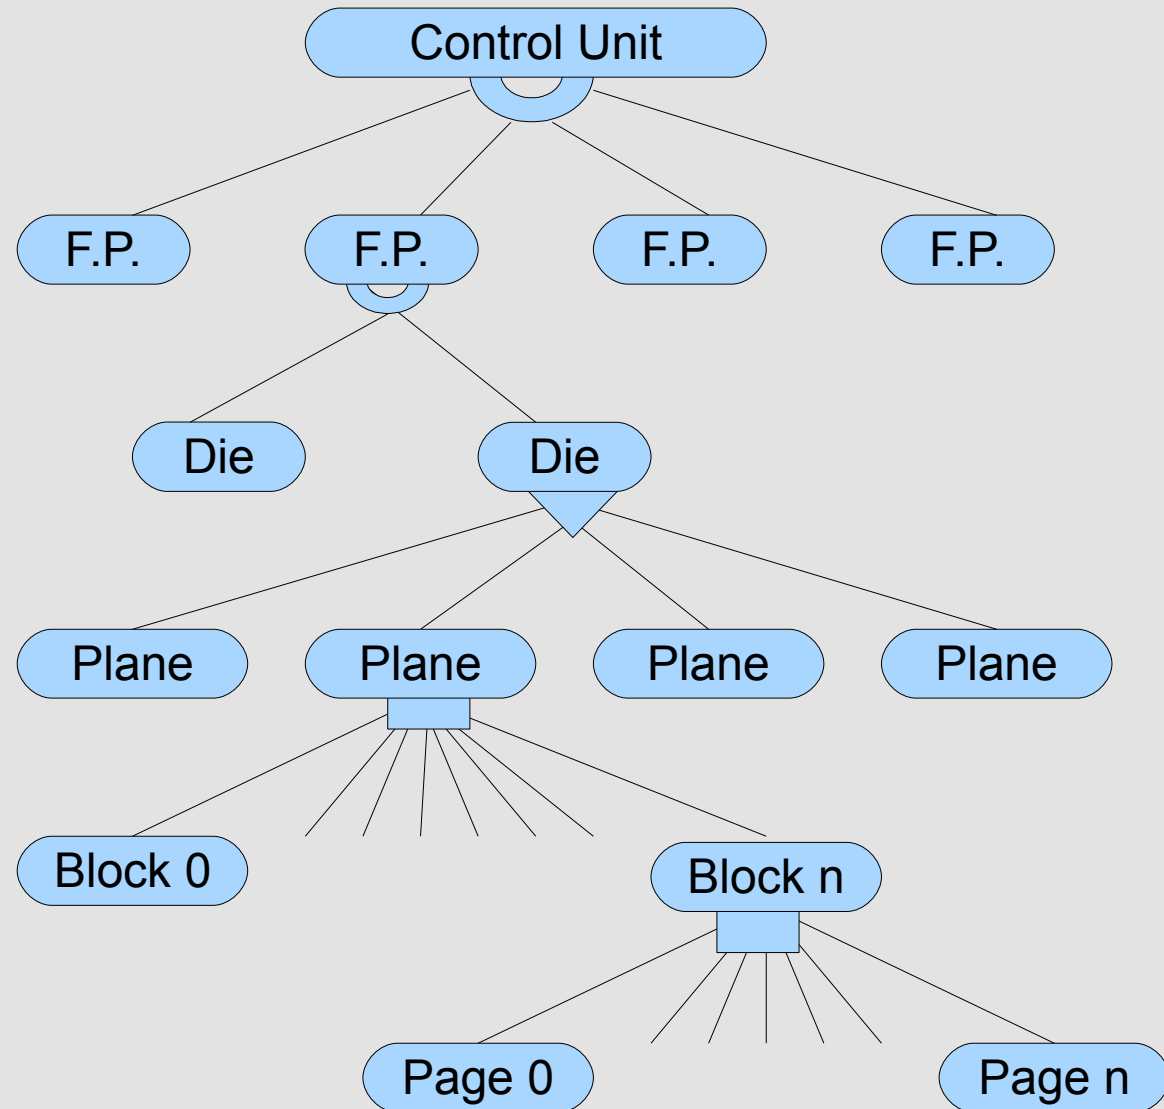 Control Unit
F.P.
F.P.
F.P.
F.P.
Die
Die
Plane
Plane
Plane
Plane
Block 0
Block n
Page 0
Page n